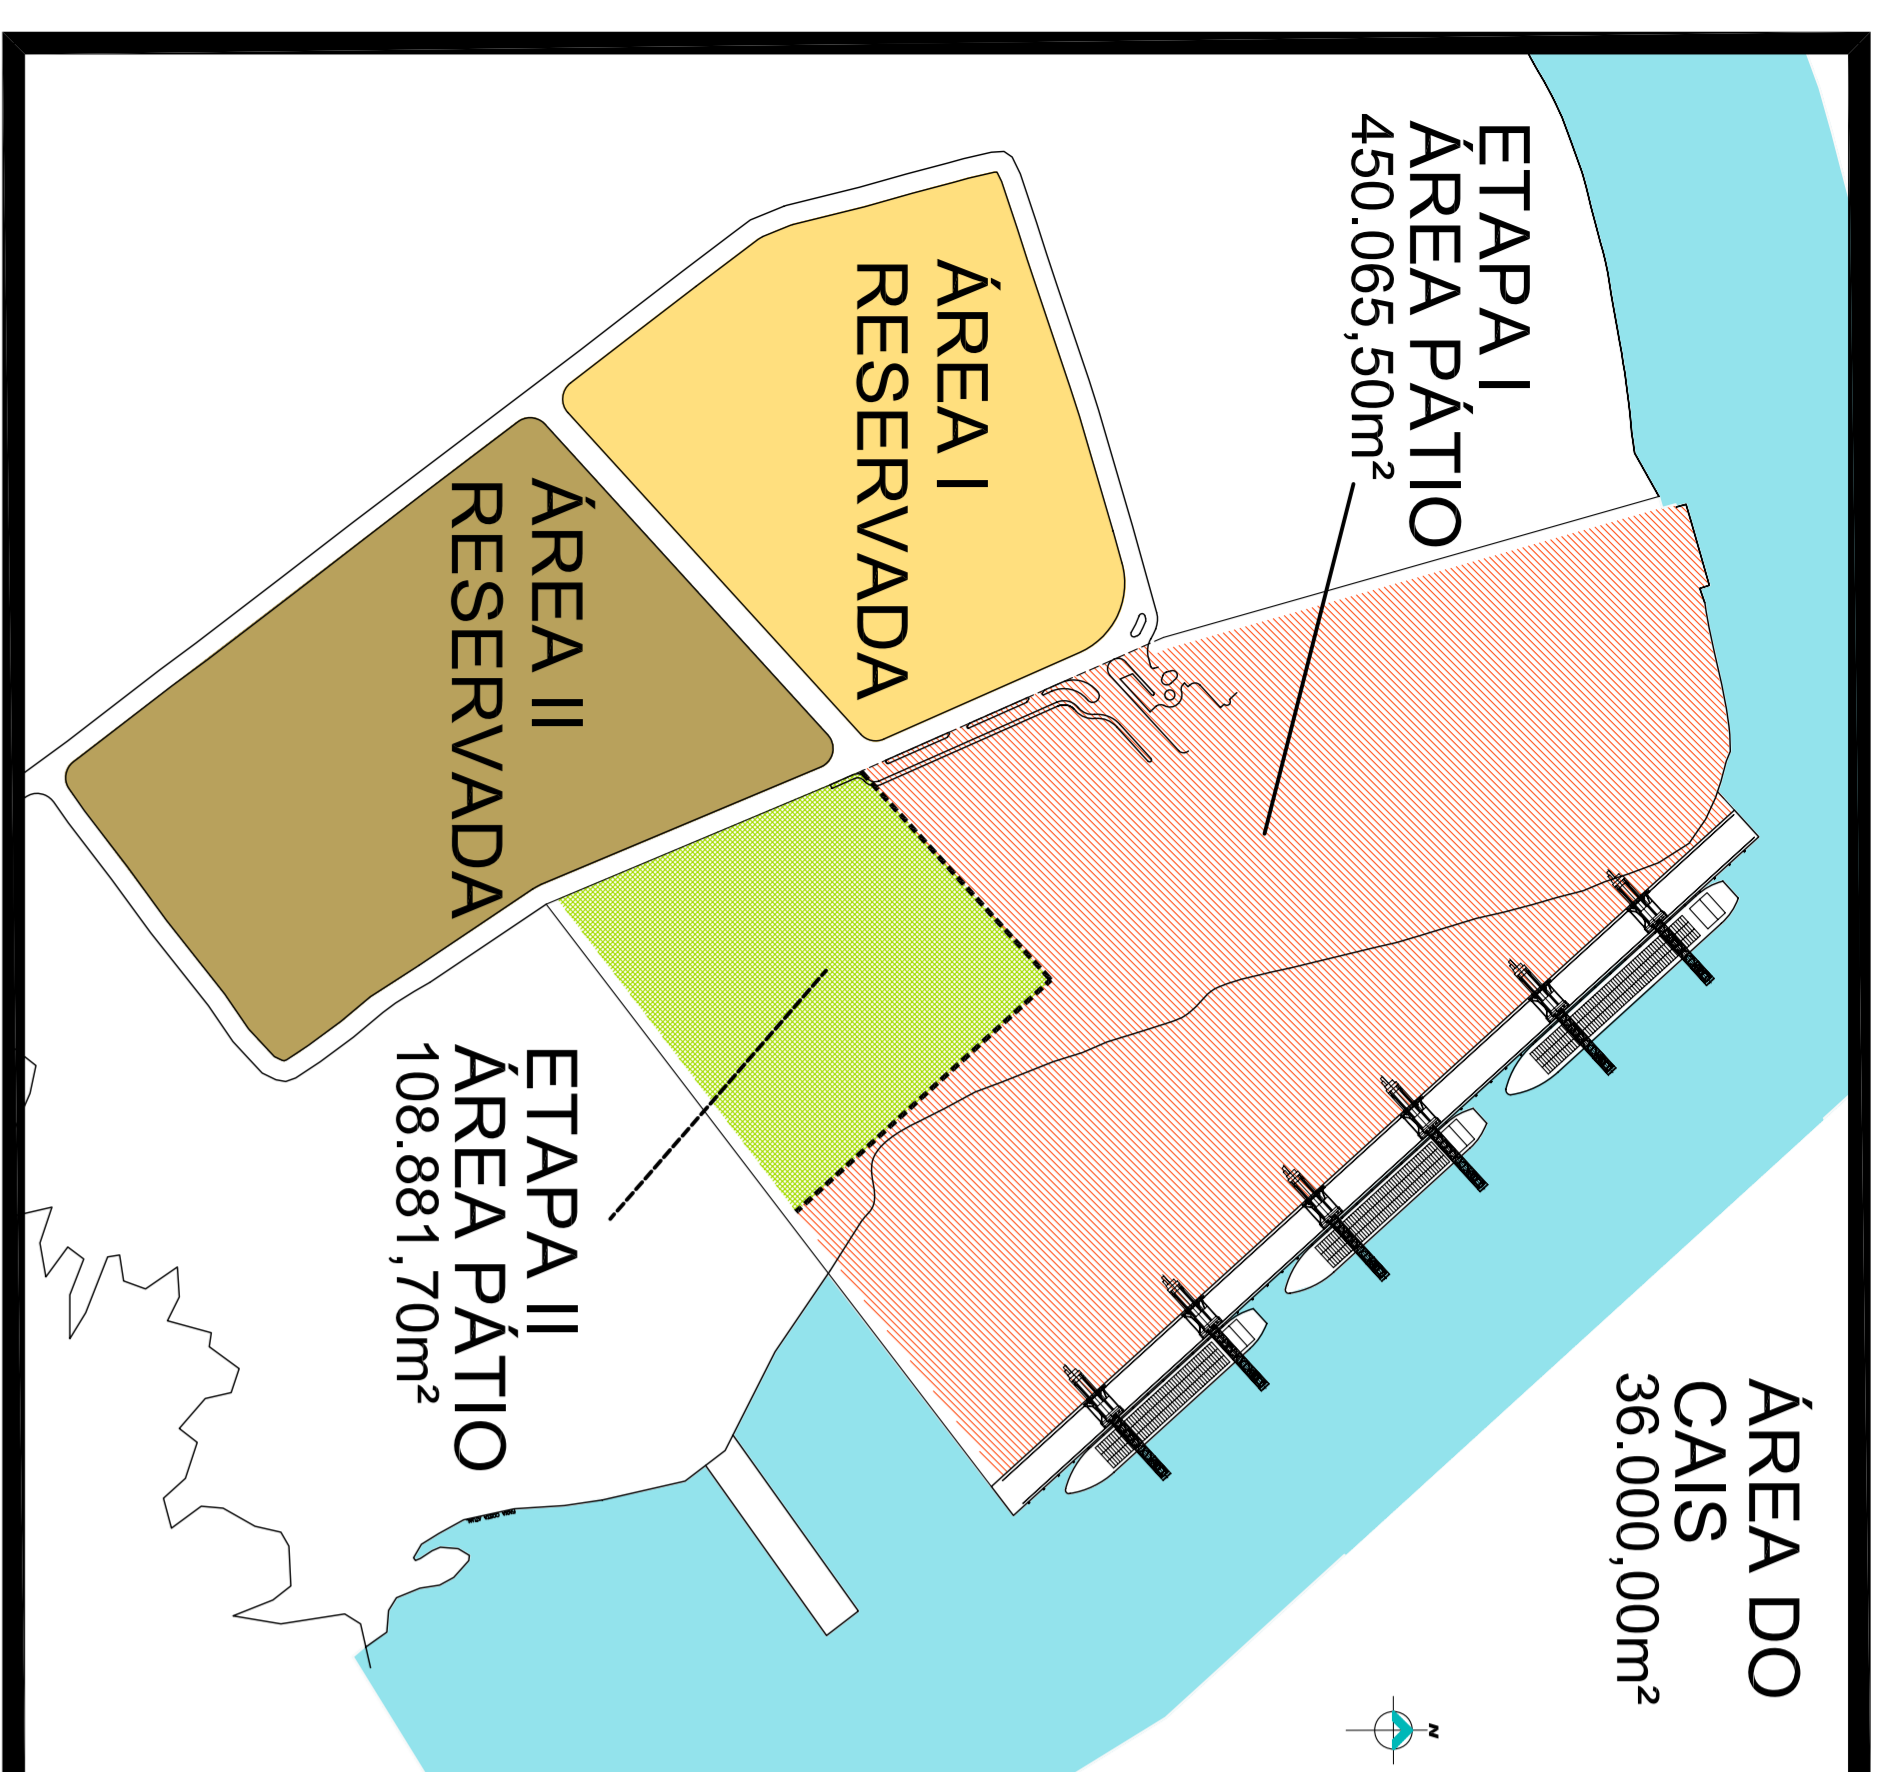 ETAPA I
ÁREA PÁTIO
450.065,50m²
ÁREA I
RESERVADA
ÁREA II
RESERVADA
ETAPA II
ÁREA PÁTIO
108.881,70m²
ÁREA DO
CAIS
36.000,00m²
N